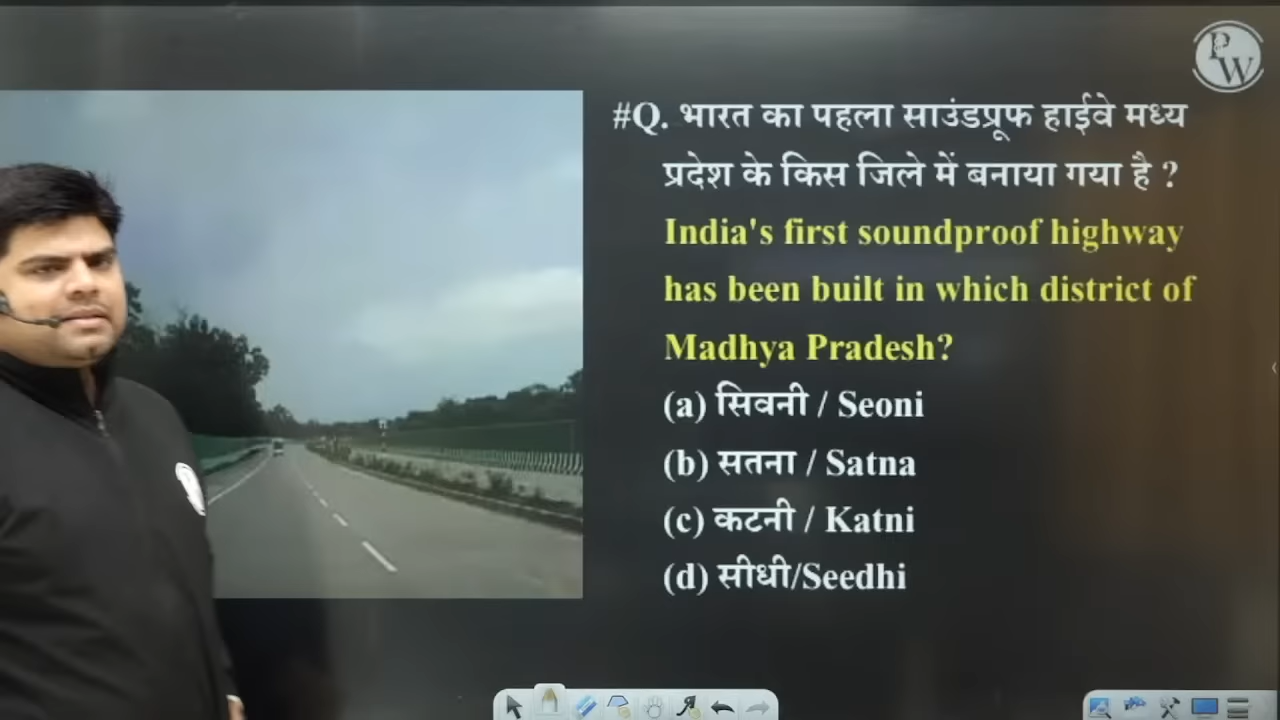 PW
#Q. भारत का पहला साउंडप्रूफ हाईवे मध्य
प्रदेश के किस जिले में बनाया गया है ?
India's first soundproof highway
has been built in which district of
Madhya Pradesh?
(a) सिवनी / Seoni
(b) सतना / Satna
(c) कटनी / Katni
(d) सीधी/Seedhi